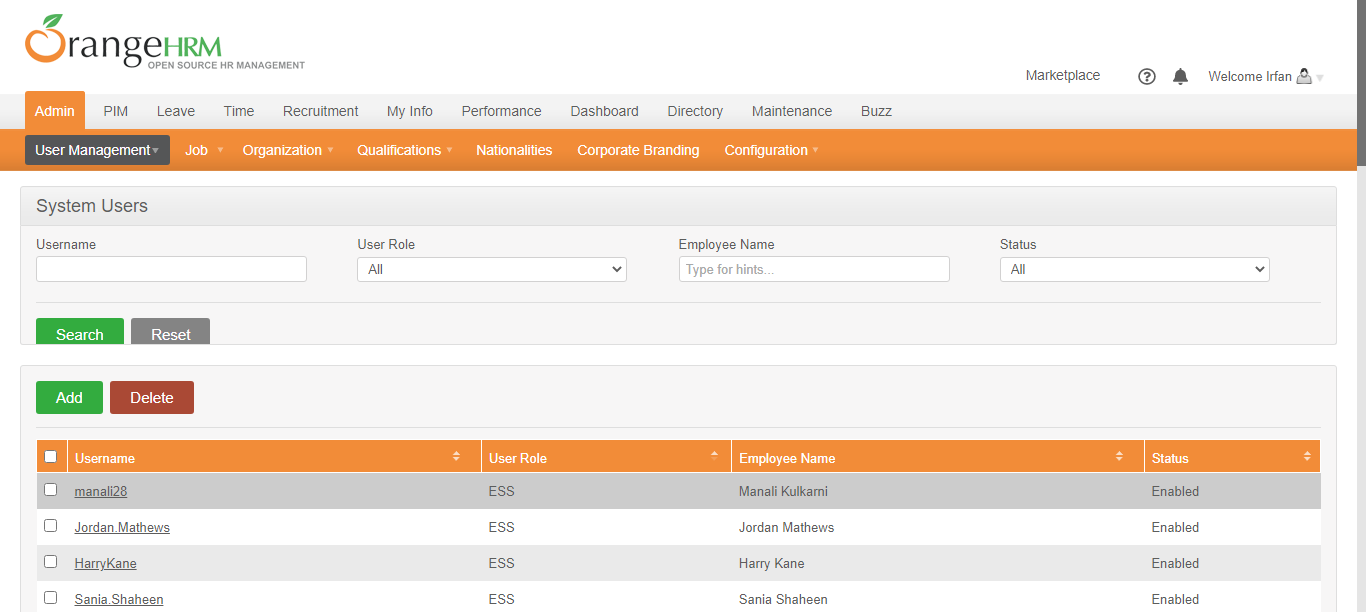 OrangeHRM
OPEN SOURCE HR MANAGEMENT
Marketplace Welcome Irfan
Admin PIM Leave Time Recruitment My Info Performance Dashboard Directory Maintenance Buzz
User Management Job Organization Qualifications Nationalities Corporate Branding Configuration
System Users
Username User Role Employee Name Status
All Type for hints... All
Search Reset
Add Delete
Username User Role Employee Name Status
manali28 ESS Manali Kulkarni Enabled
Jordan.Mathews ESS Jordan Mathews Enabled
HarryKane ESS Harry Kane Enabled
Sania.Shaheen ESS Sania Shaheen Enabled